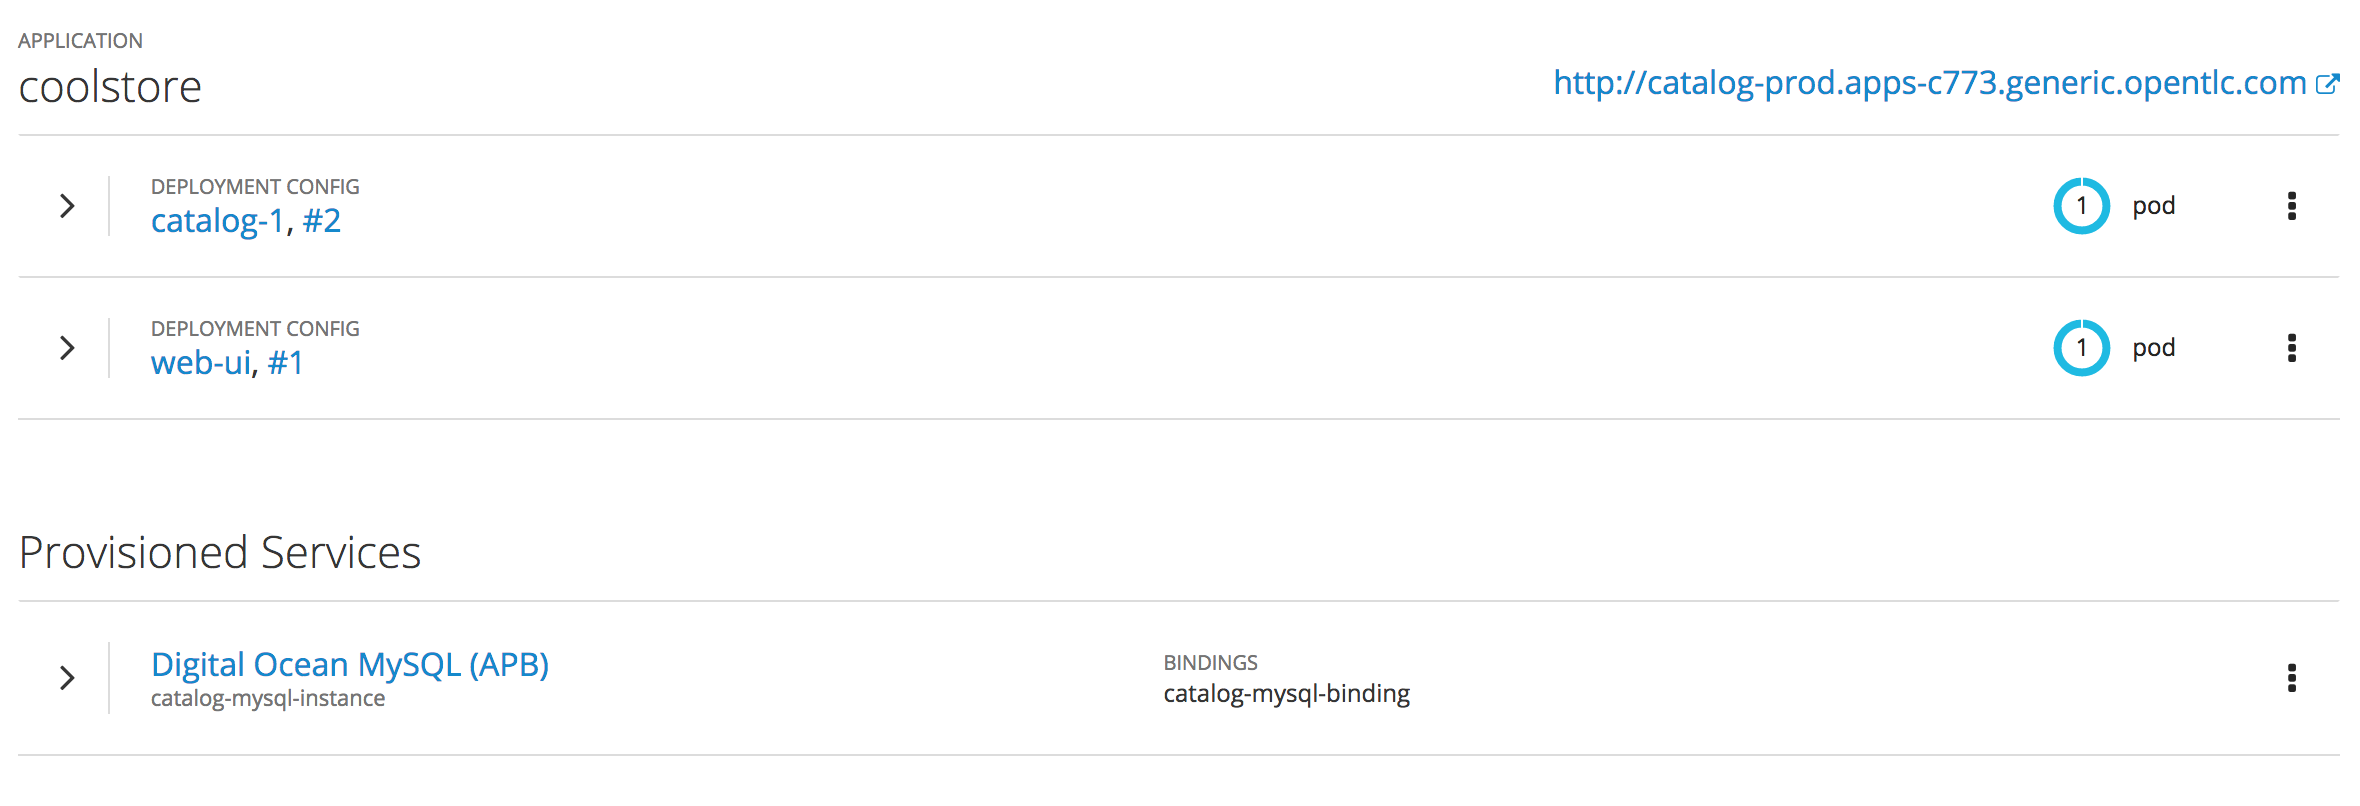 APPLICATION
coolstore
http://catalog-prod.apps-c773.generic.opentlc.com
DEPLOYMENT CONFIG
catalog-1, #2
1 pod
DEPLOYMENT CONFIG
web-ui, #1
1 pod
Provisioned Services
Digital Ocean MySQL (APB)
catalog-mysql-instance
BINDINGS
catalog-mysql-binding